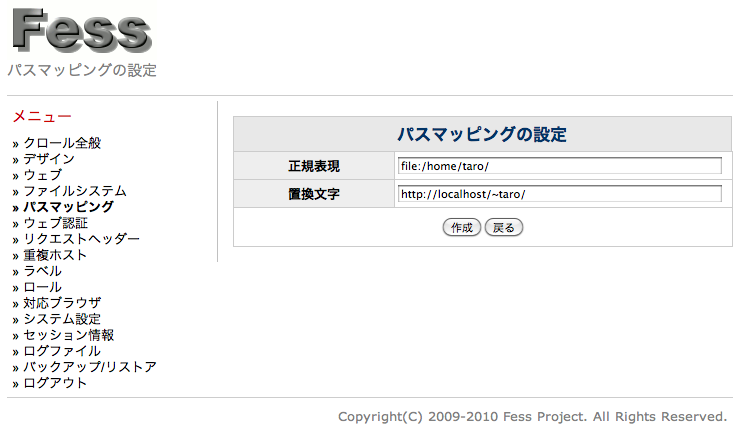 Fess
パスマッピングの設定
メニュー
» クロール全般
» デザイン
» ウェブ
» ファイルシステム
» パスマッピング
» ウェブ認証
» リクエストヘッダー
» 重複ホスト
» ラベル
» ロール
» 対応ブラウザ
» システム設定
» セッション情報
» ログファイル
» バックアップ/リストア
» ログアウト
パスマッピングの設定
正規表現 file:/home/taro/
置換文字 http://localhost/~taro/
作成 戻る
Copyright(C) 2009-2010 Fess Project. All Rights Reserved.